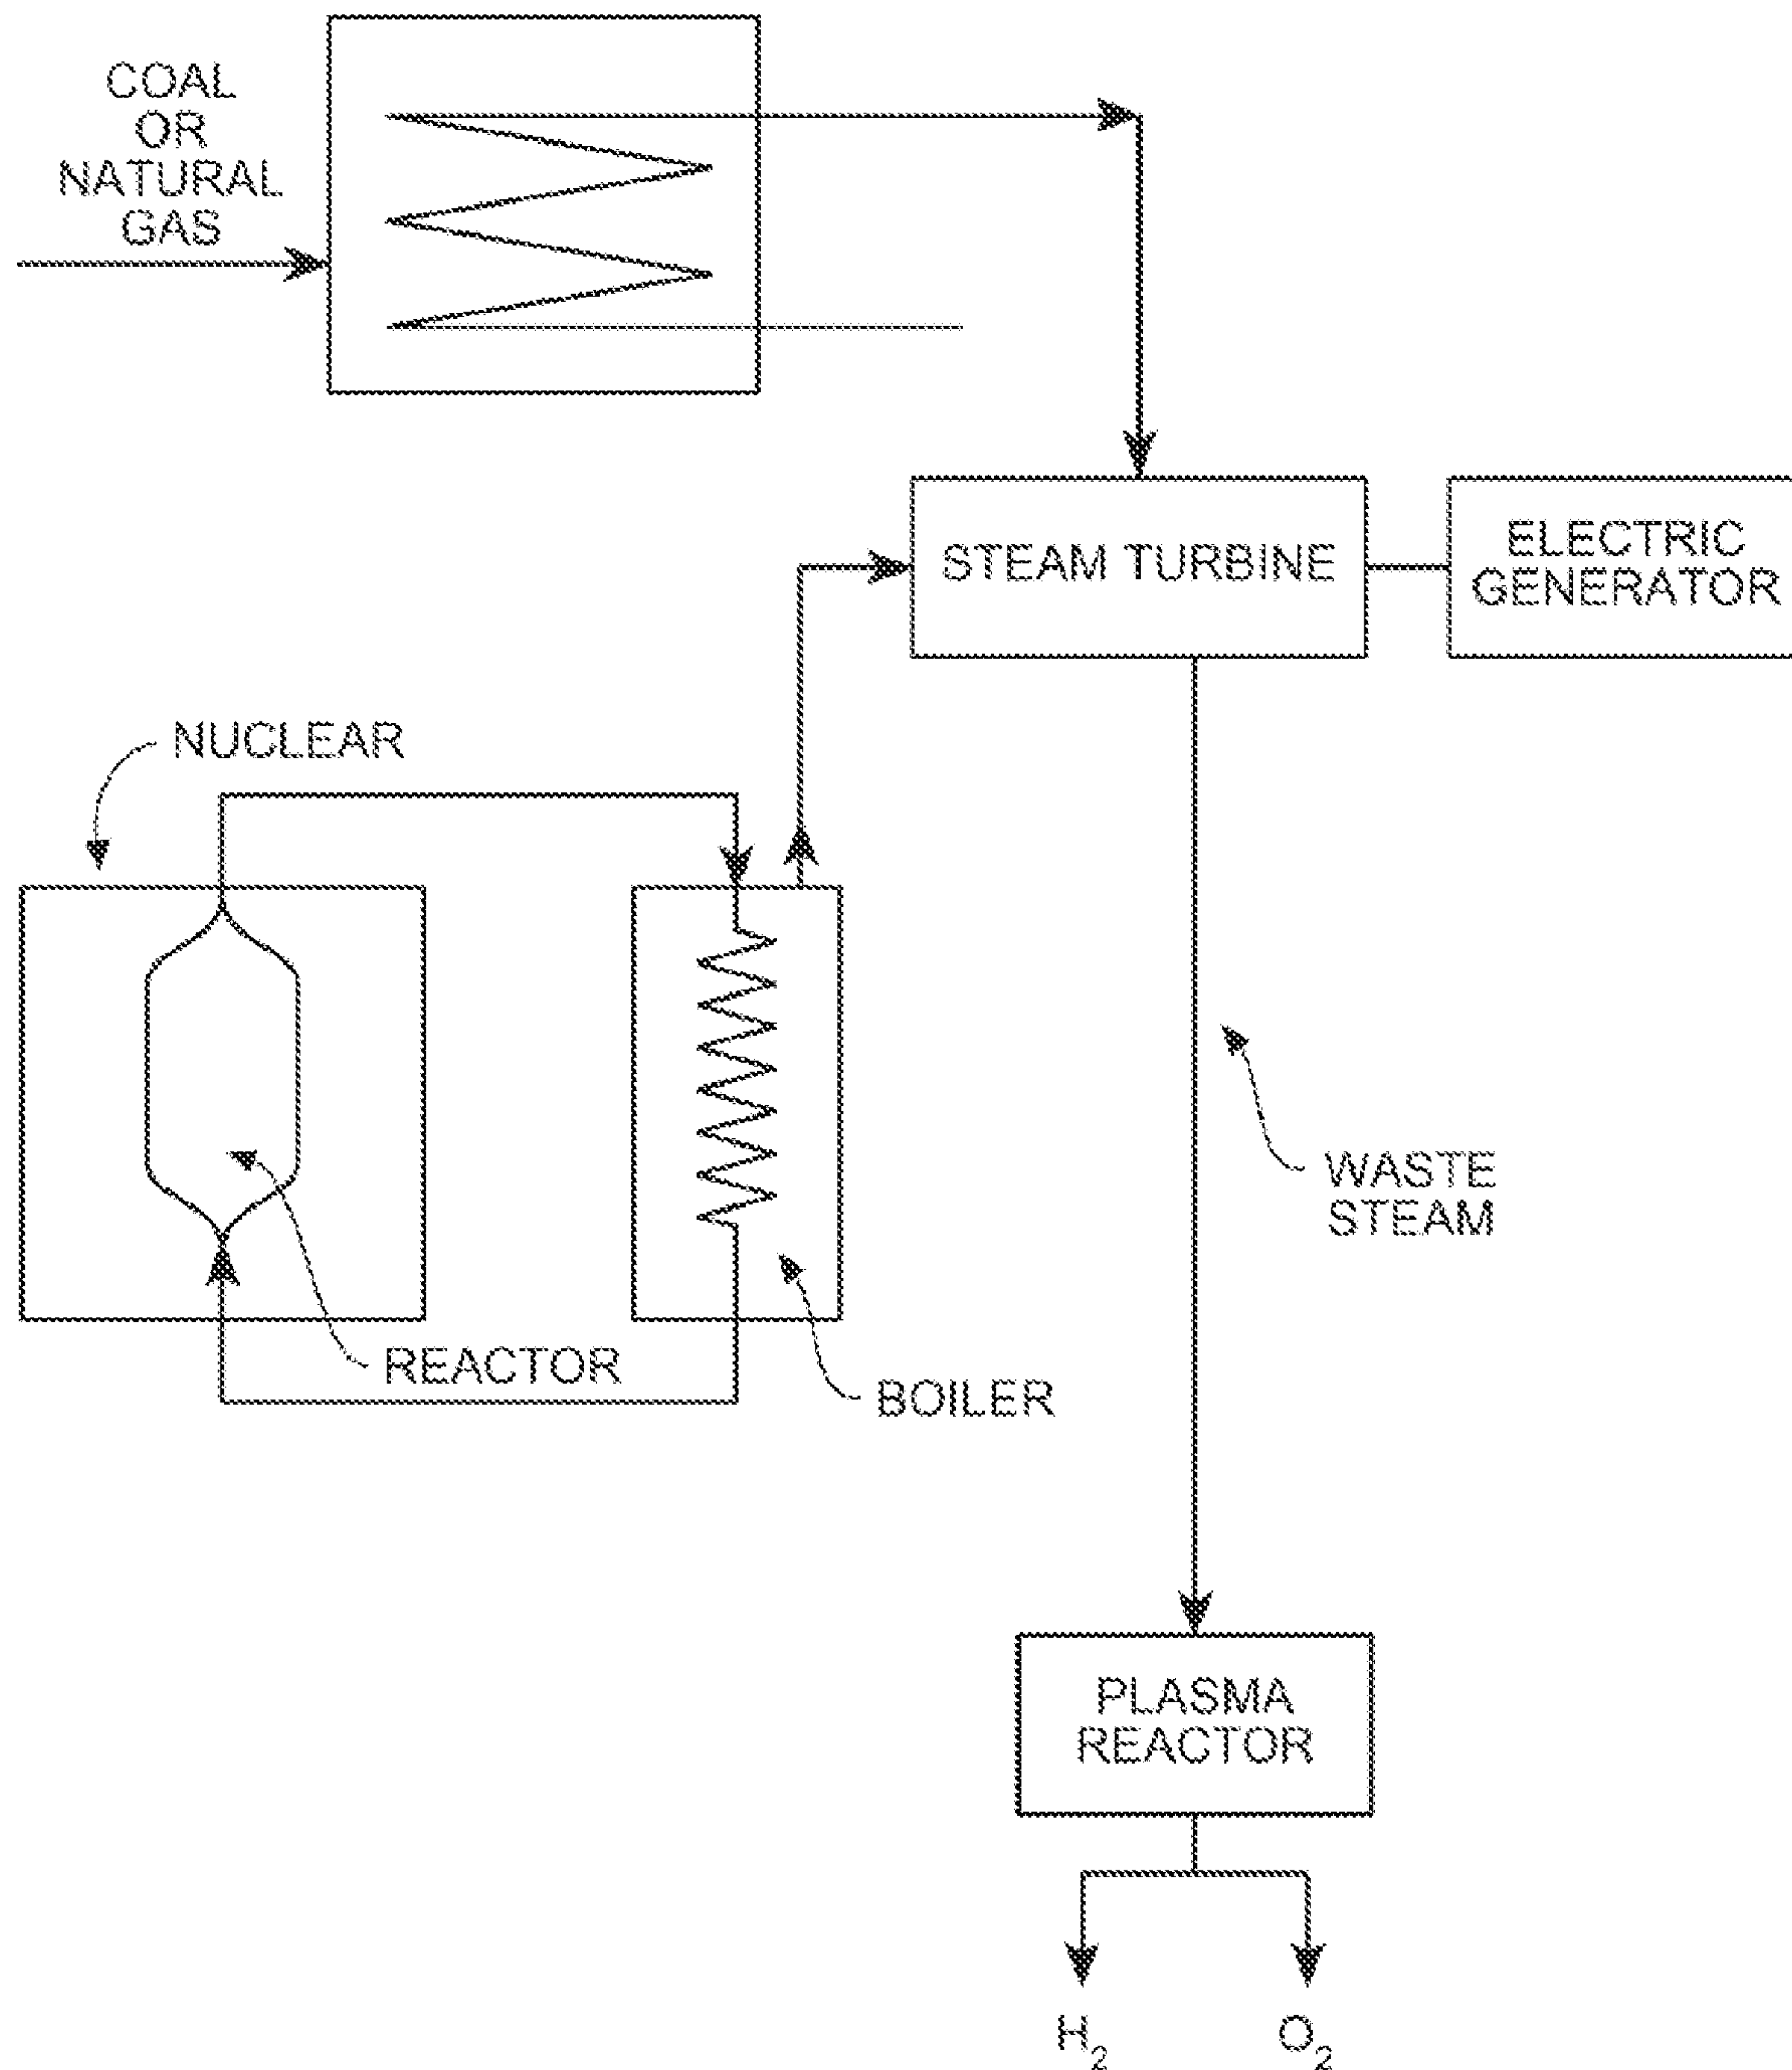 COAL
OR
NATURAL
GAS
STEAM TURBINE
ELECTRIC
GENERATOR
NUCLEAR
WASTE
STEAM
REACTOR
BOILER
PLASMA
REACTOR
H₂
O₂